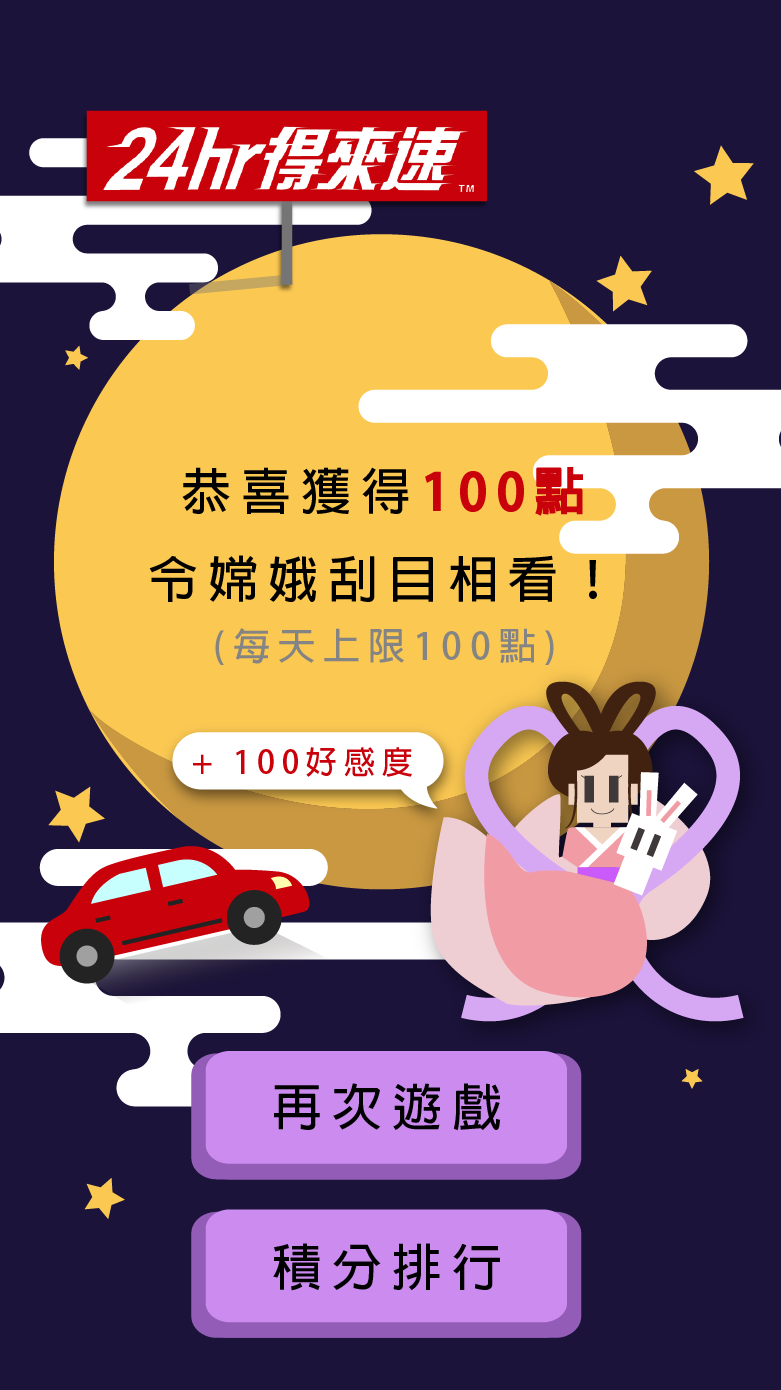 24hr得來速™
恭喜獲得100點
令嫦娥刮目相看！
(每天上限100點)
+ 100好感度
再次遊戲
積分排行